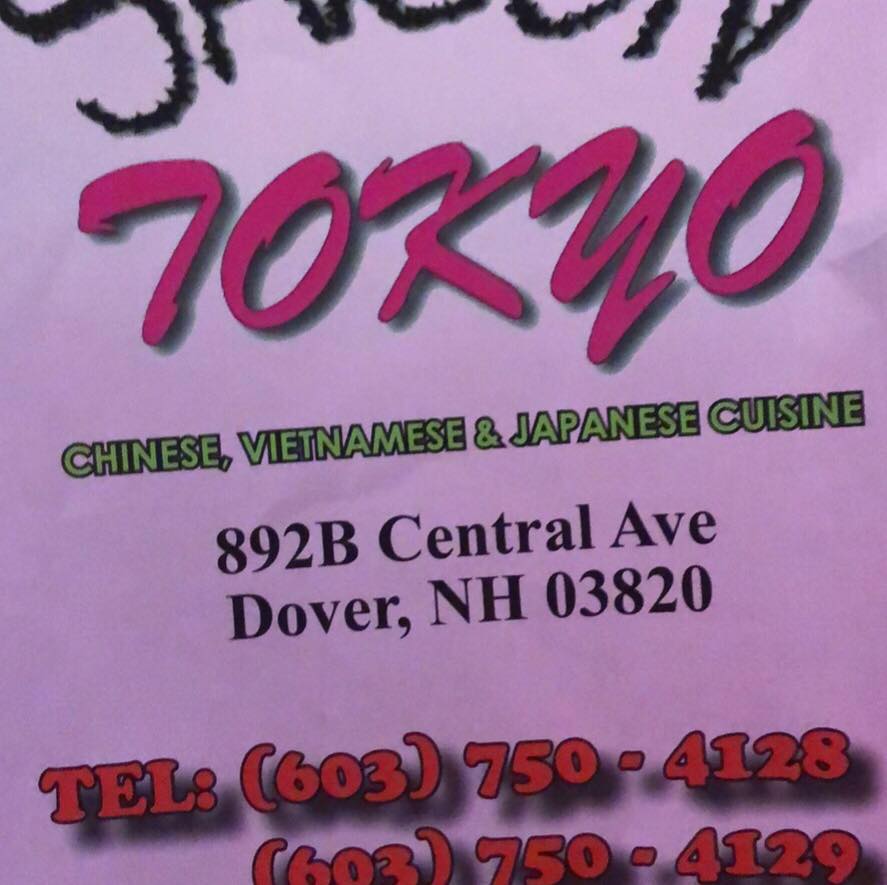 TOKYO
CHINESE, VIETNAMESE & JAPANESE CUISINE
892B Central Ave
Dover, NH 03820
TEL: (603) 750 - 4128
(603) 750 - 4129